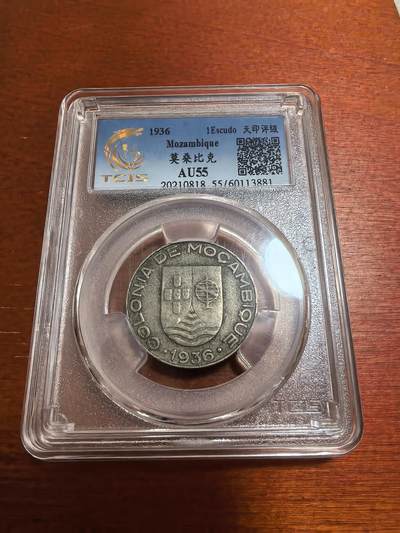 1936 1Escudo 天印评级
Mozambique
莫桑比克
AU55
20210818 55/60113881
TCIS
COLONIA DE MOÇAMBIQUE
·1936·
TCIS